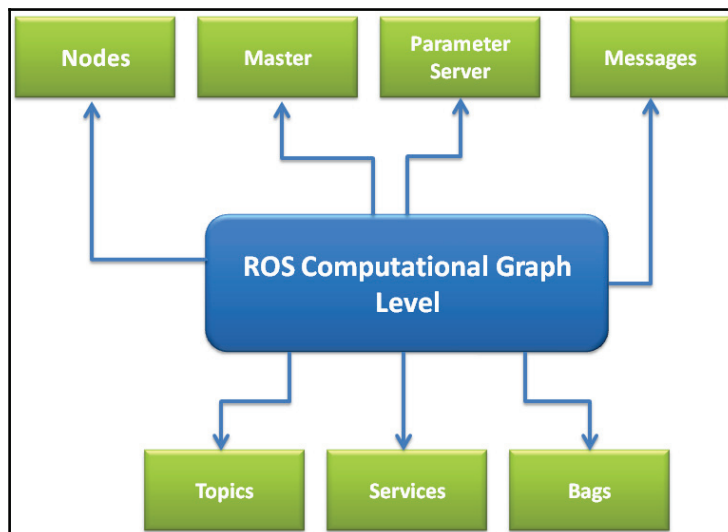 Nodes
Master
Parameter
Server
Messages
ROS Computational Graph
Level
Topics
Services
Bags